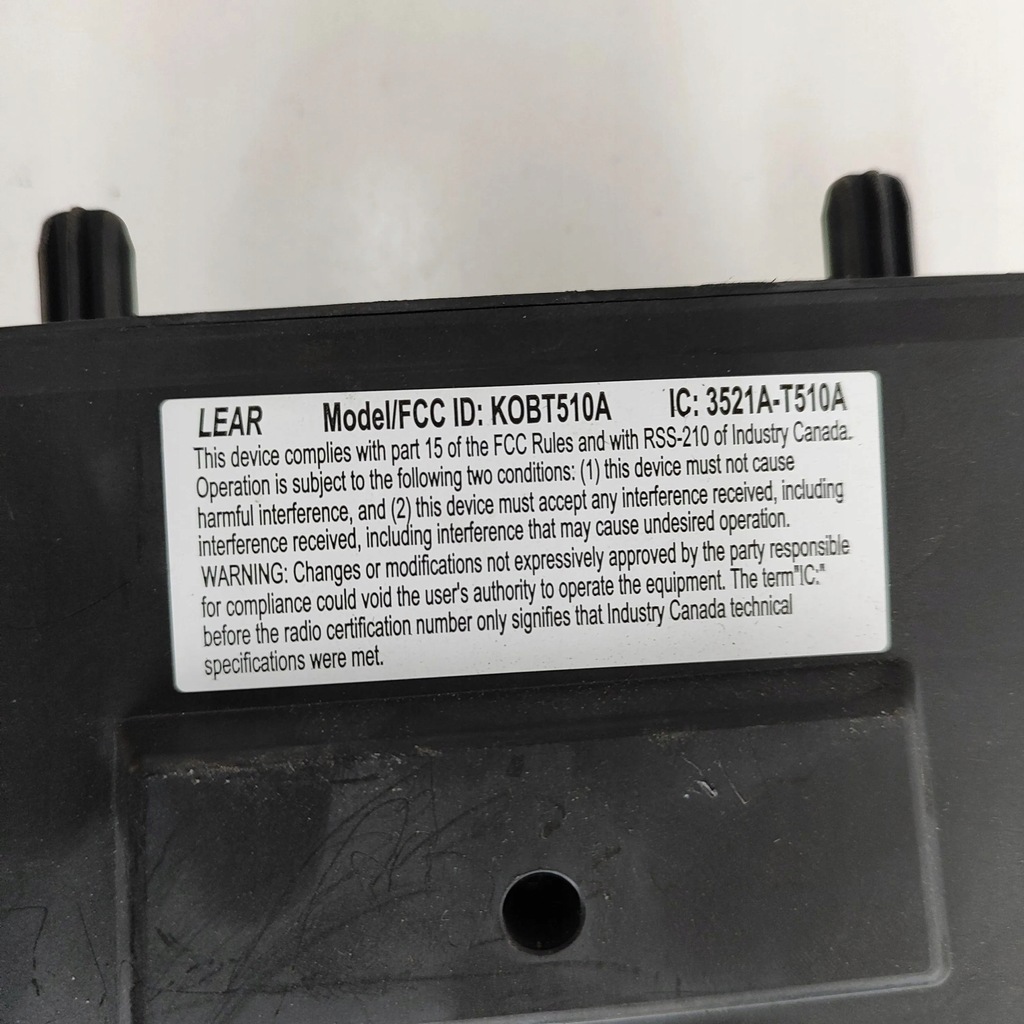 LEAR Model/FCC ID: KOBT510A IC: 3521A-T510A
This device complies with part 15 of the FCC Rules and with RSS-210 of Industry Canada.
Operation is subject to the following two conditions: (1) this device must not cause
harmful interference, and (2) this device must accept any interference received, including
interference received, including interference that may cause undesired operation.
WARNING: Changes or modifications not expressively approved by the party responsible
for compliance could void the user's authority to operate the equipment. The term"IC:"
before the radio certification number only signifies that Industry Canada technical
specifications were met.